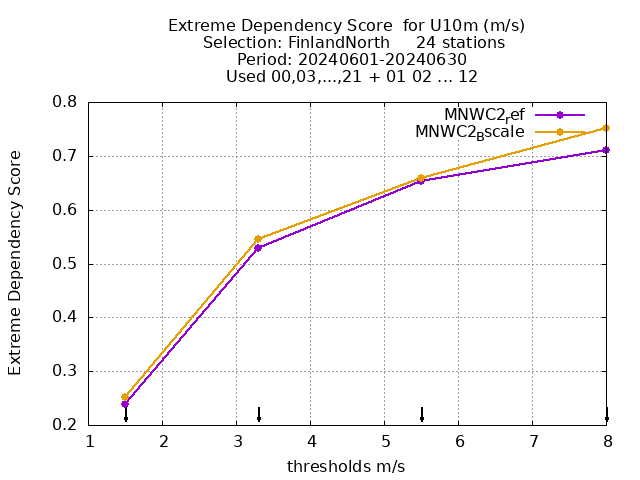 Extreme Dependency Score  for U10m (m/s)
Selection: FinlandNorth     24 stations
Period: 20240601-20240630
Used 00,03,...,21 + 01 02 ... 12
MNWC2ref
MNWC2Bscale
Extreme Dependency Score
0.8
0.7
0.6
0.5
0.4
0.3
0.2
1 2 3 4 5 6 7 8
thresholds m/s